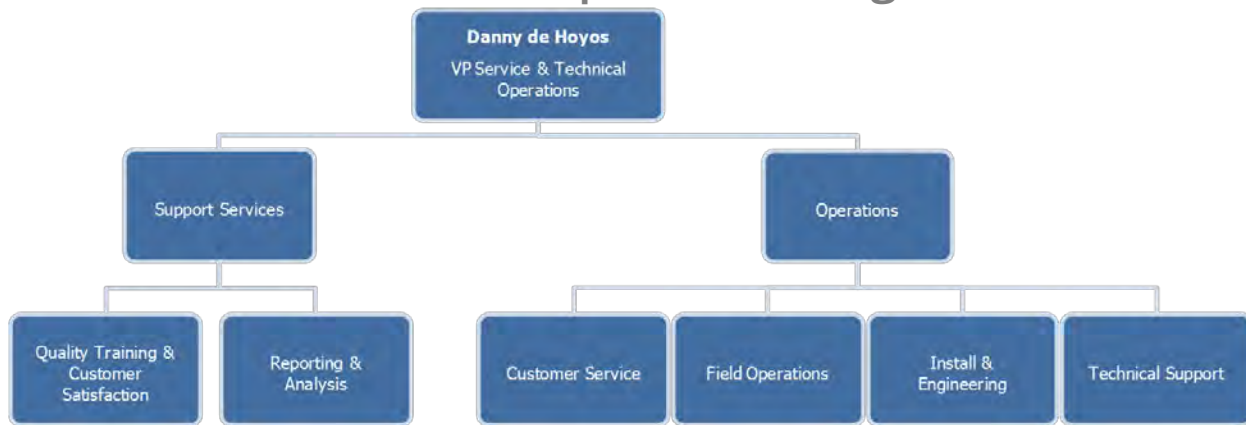 Danny de Hoyos
VP Service & Technical
Operations
Support Services
Operations
Quality Training &
Customer
Satisfaction
Reporting &
Analysis
Customer Service
Field Operations
Install &
Engineering
Technical Support